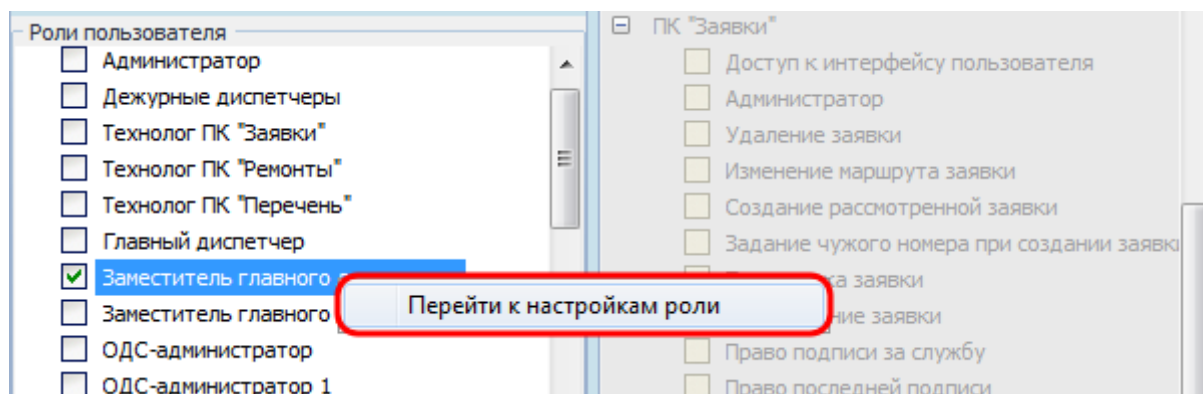 Роли пользователя
Администратор
Дежурные диспетчеры
Технолог ПК "Заявки"
Технолог ПК "Ремонты"
Технолог ПК "Перечень"
Главный диспетчер
Заместитель главного
Заместитель главного
ОДС-администратор
ОДС-администратор 1
Перейти к настройкам роли
ПК "Заявки"
Доступ к интерфейсу пользователя
Администратор
Удаление заявки
Изменение маршрута заявки
Создание рассмотренной заявки
Задание чужого номера при создании заявки
заявки
заявки
Право подписи за службу
Право последней подписи